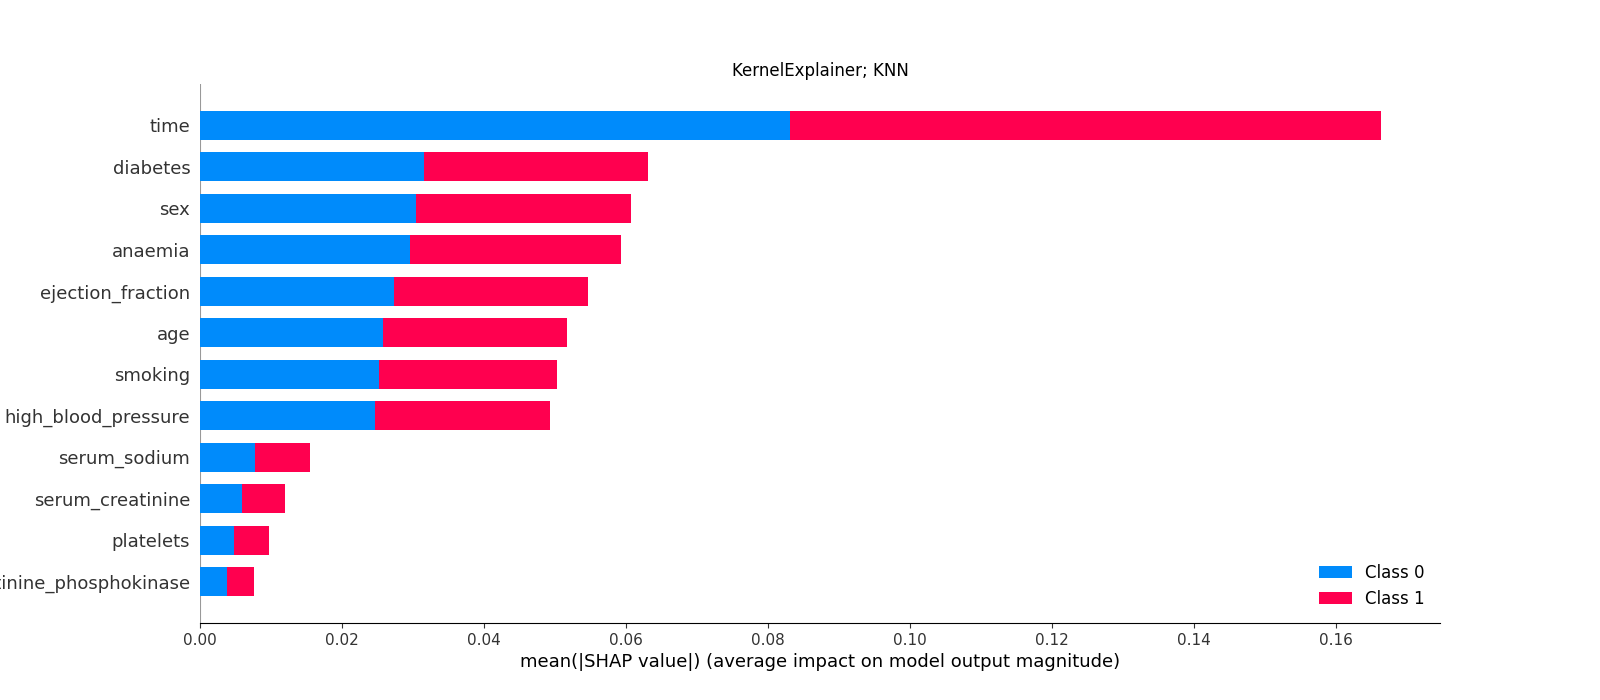 KernelExplainer; KNN
time
diabetes
sex
anaemia
ejection_fraction
age
smoking
high_blood_pressure
serum_sodium
serum_creatinine
platelets
tinine_phosphokinase
Class 0
Class 1
0.00 0.02 0.04 0.06 0.08 0.10 0.12 0.14 0.16
mean(|SHAP value|) (average impact on model output magnitude)